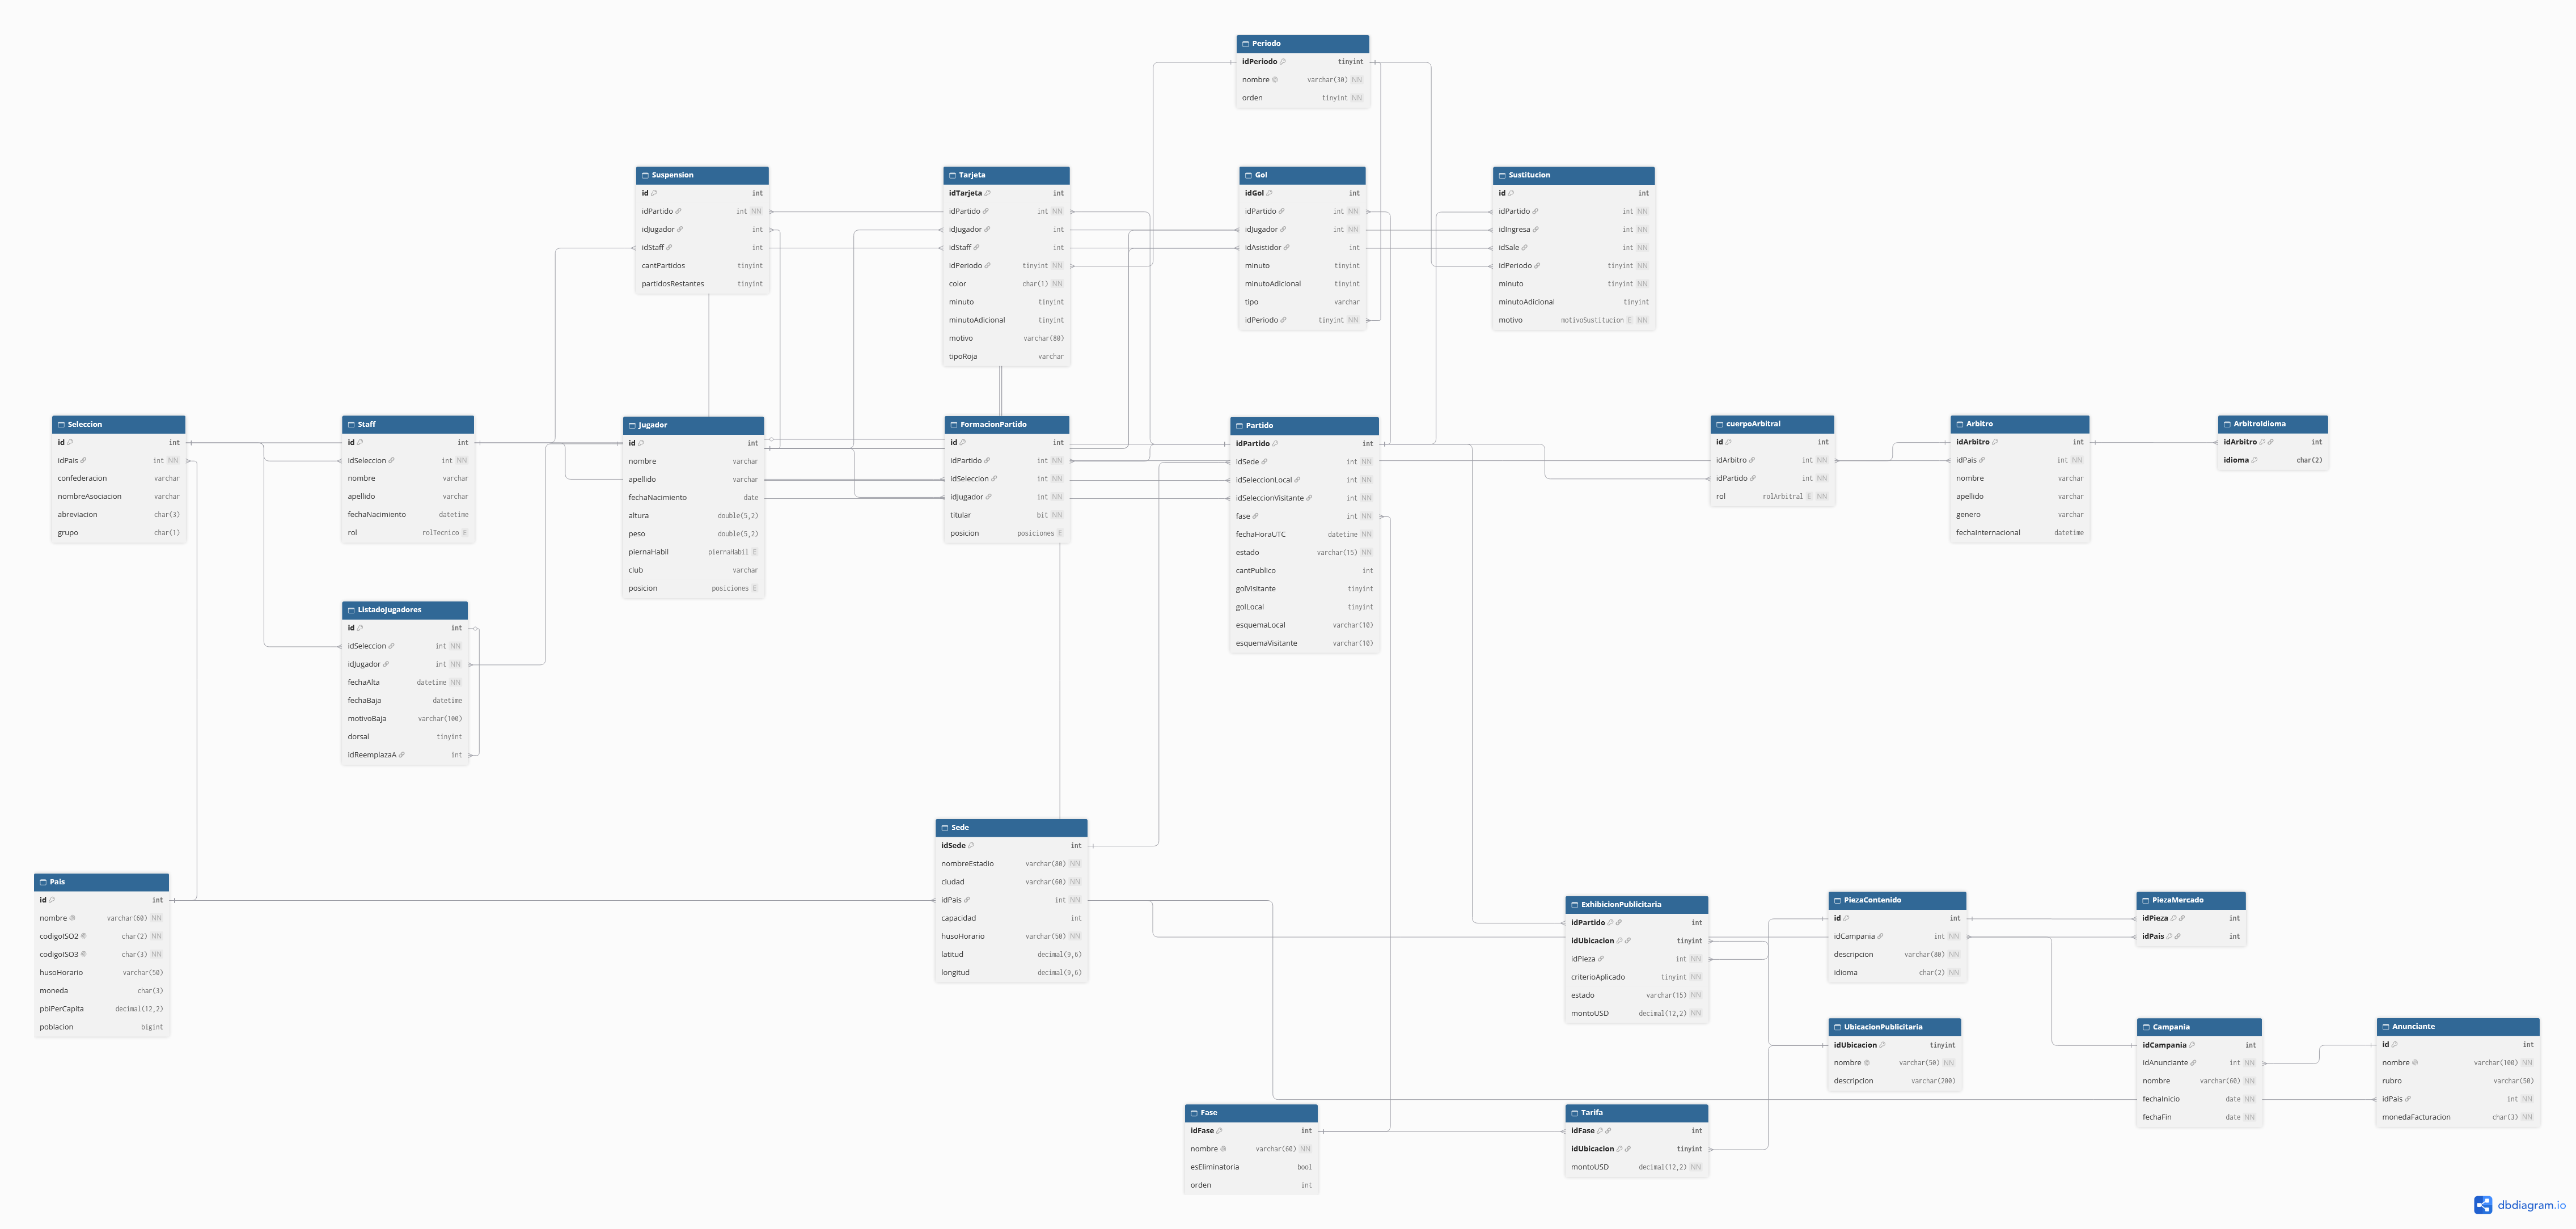 Periodo
idPeriodo tinyint
nombre varchar(30) NN
orden tinyint NN
Suspension
id int
idPartido int NN
idJugador int
idStaff int
cantPartidos tinyint
partidosRestantes tinyint
Tarjeta
idTarjeta int
idPartido int NN
idJugador int
idStaff int
idPeriodo tinyint NN
color char(1) NN
minuto tinyint
minutoAdicional tinyint
motivo varchar(80)
tipoRoja varchar
Gol
idGol int
idPartido int NN
idJugador int NN
idAsistidor int
minuto tinyint
minutoAdicional tinyint
tipo varchar
idPeriodo tinyint NN
Sustitucion
id int
idPartido int NN
idIngresa int NN
idSale int NN
idPeriodo tinyint NN
minuto tinyint NN
minutoAdicional tinyint
motivo motivoSustitucion E NN
Seleccion
id int
idPais int NN
confederacion varchar
nombreAsociacion varchar
abreviacion char(3)
grupo char(1)
Staff
id int
idSeleccion int NN
nombre varchar
apellido varchar
fechaNacimiento datetime
rol rolTecnico E
Jugador
id int
nombre varchar
apellido varchar
fechaNacimiento date
altura double(5,2)
peso double(5,2)
piernaHabil piernaHabil E
club varchar
posicion posiciones E
FormacionPartido
id int
idPartido int NN
idSeleccion int NN
idJugador int NN
titular bit NN
posicion posiciones E
Partido
idPartido int
idSede int NN
idSeleccionLocal int NN
idSeleccionVisitante int NN
fase int NN
fechaHoraUTC datetime NN
estado varchar(15) NN
cantPublico int
golVisitante tinyint
golLocal tinyint
esquemaLocal varchar(10)
esquemaVisitante varchar(10)
cuerpoArbitral
id int
idArbitro int NN
idPartido int NN
rol rolArbitral E NN
Arbitro
idArbitro int
idPais int NN
nombre varchar
apellido varchar
genero varchar
fechaInternacional datetime
ArbitroIdioma
idArbitro int
idioma char(2)
ListadoJugadores
id int
idSeleccion int NN
idJugador int NN
fechaAlta datetime NN
fechaBaja datetime
motivoBaja varchar(100)
dorsal tinyint
idReemplazaA int
Sede
idSede int
nombreEstadio varchar(80) NN
ciudad varchar(60) NN
idPais int NN
capacidad int
husoHorario varchar(50) NN
latitud decimal(9,6)
longitud decimal(9,6)
Pais
id int
nombre varchar(60) NN
codigoISO2 char(2) NN
codigoISO3 char(3) NN
husoHorario varchar(50)
moneda char(3)
pbiPerCapita decimal(12,2)
poblacion bigint
ExhibicionPublicitaria
idPartido int
idUbicacion tinyint
idPieza int NN
criterioAplicado tinyint NN
estado varchar(15) NN
montoUSD decimal(12,2) NN
PiezaContenido
id int
idCampania int NN
descripcion varchar(80) NN
idioma char(2) NN
PiezaMercado
idPieza int
idPais int
UbicacionPublicitaria
idUbicacion tinyint
nombre varchar(50) NN
descripcion varchar(200)
Campania
idCampania int
idAnunciante int NN
nombre varchar(60) NN
fechaInicio date NN
fechaFin date NN
Anunciante
id int
nombre varchar(100) NN
rubro varchar(50)
idPais int NN
monedaFacturacion char(3) NN
Fase
idFase int
nombre varchar(60) NN
esEliminatoria bool
orden int
Tarifa
idFase int
idUbicacion tinyint
montoUSD decimal(12,2) NN
dbdiagram.io